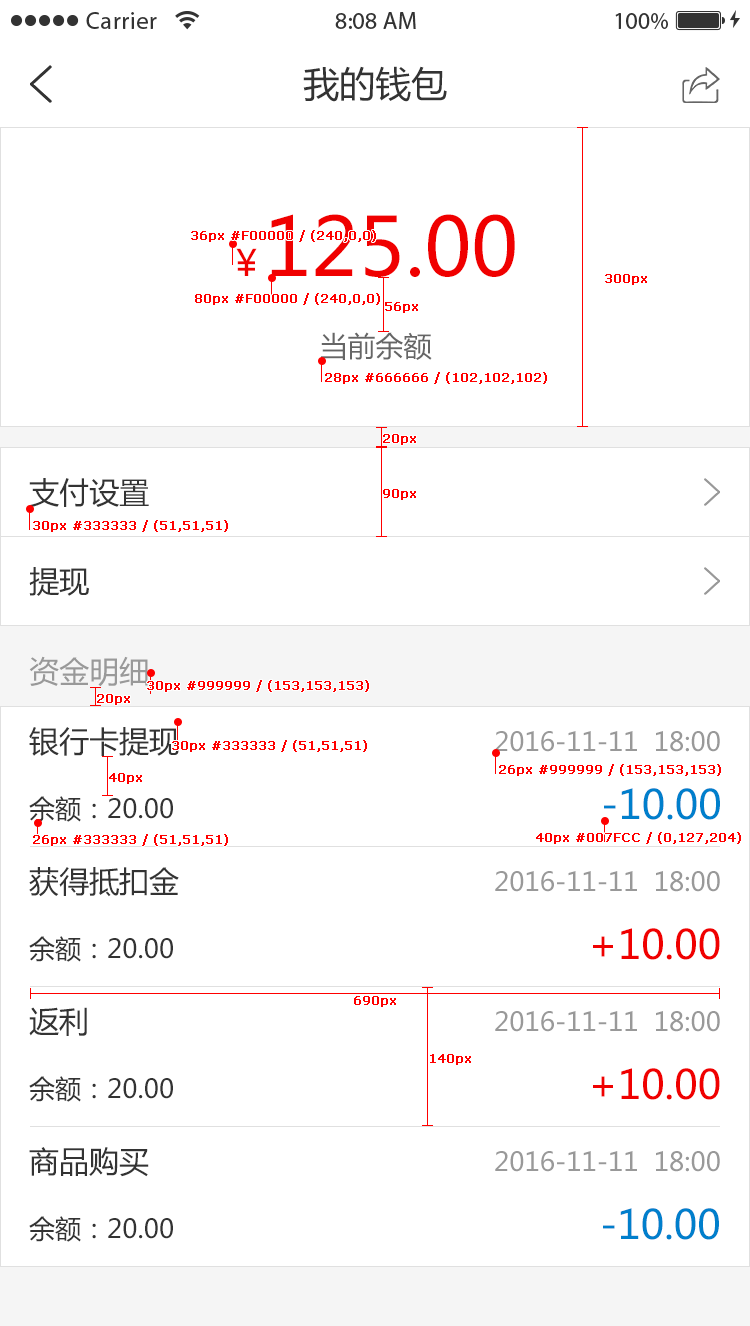 Carrier 8:08 AM 100%
我的钱包
36px #F00000 / (240,0,0)
¥125.00
300px
80px #F00000 / (240,0,0)
56px
当前余额
28px #666666 / (102,102,102)
20px
支付设置
90px
30px #333333 / (51,51,51)
提现
资金明细
30px #999999 / (153,153,153)
20px
银行卡提现 2016-11-11 18:00
30px #333333 / (51,51,51)
26px #999999 / (153,153,153)
40px
余额：20.00 -10.00
26px #333333 / (51,51,51)
40px #007FCC / (0,127,204)
获得抵扣金 2016-11-11 18:00
余额：20.00 +10.00
690px
返利 2016-11-11 18:00
140px
余额：20.00 +10.00
商品购买 2016-11-11 18:00
余额：20.00 -10.00